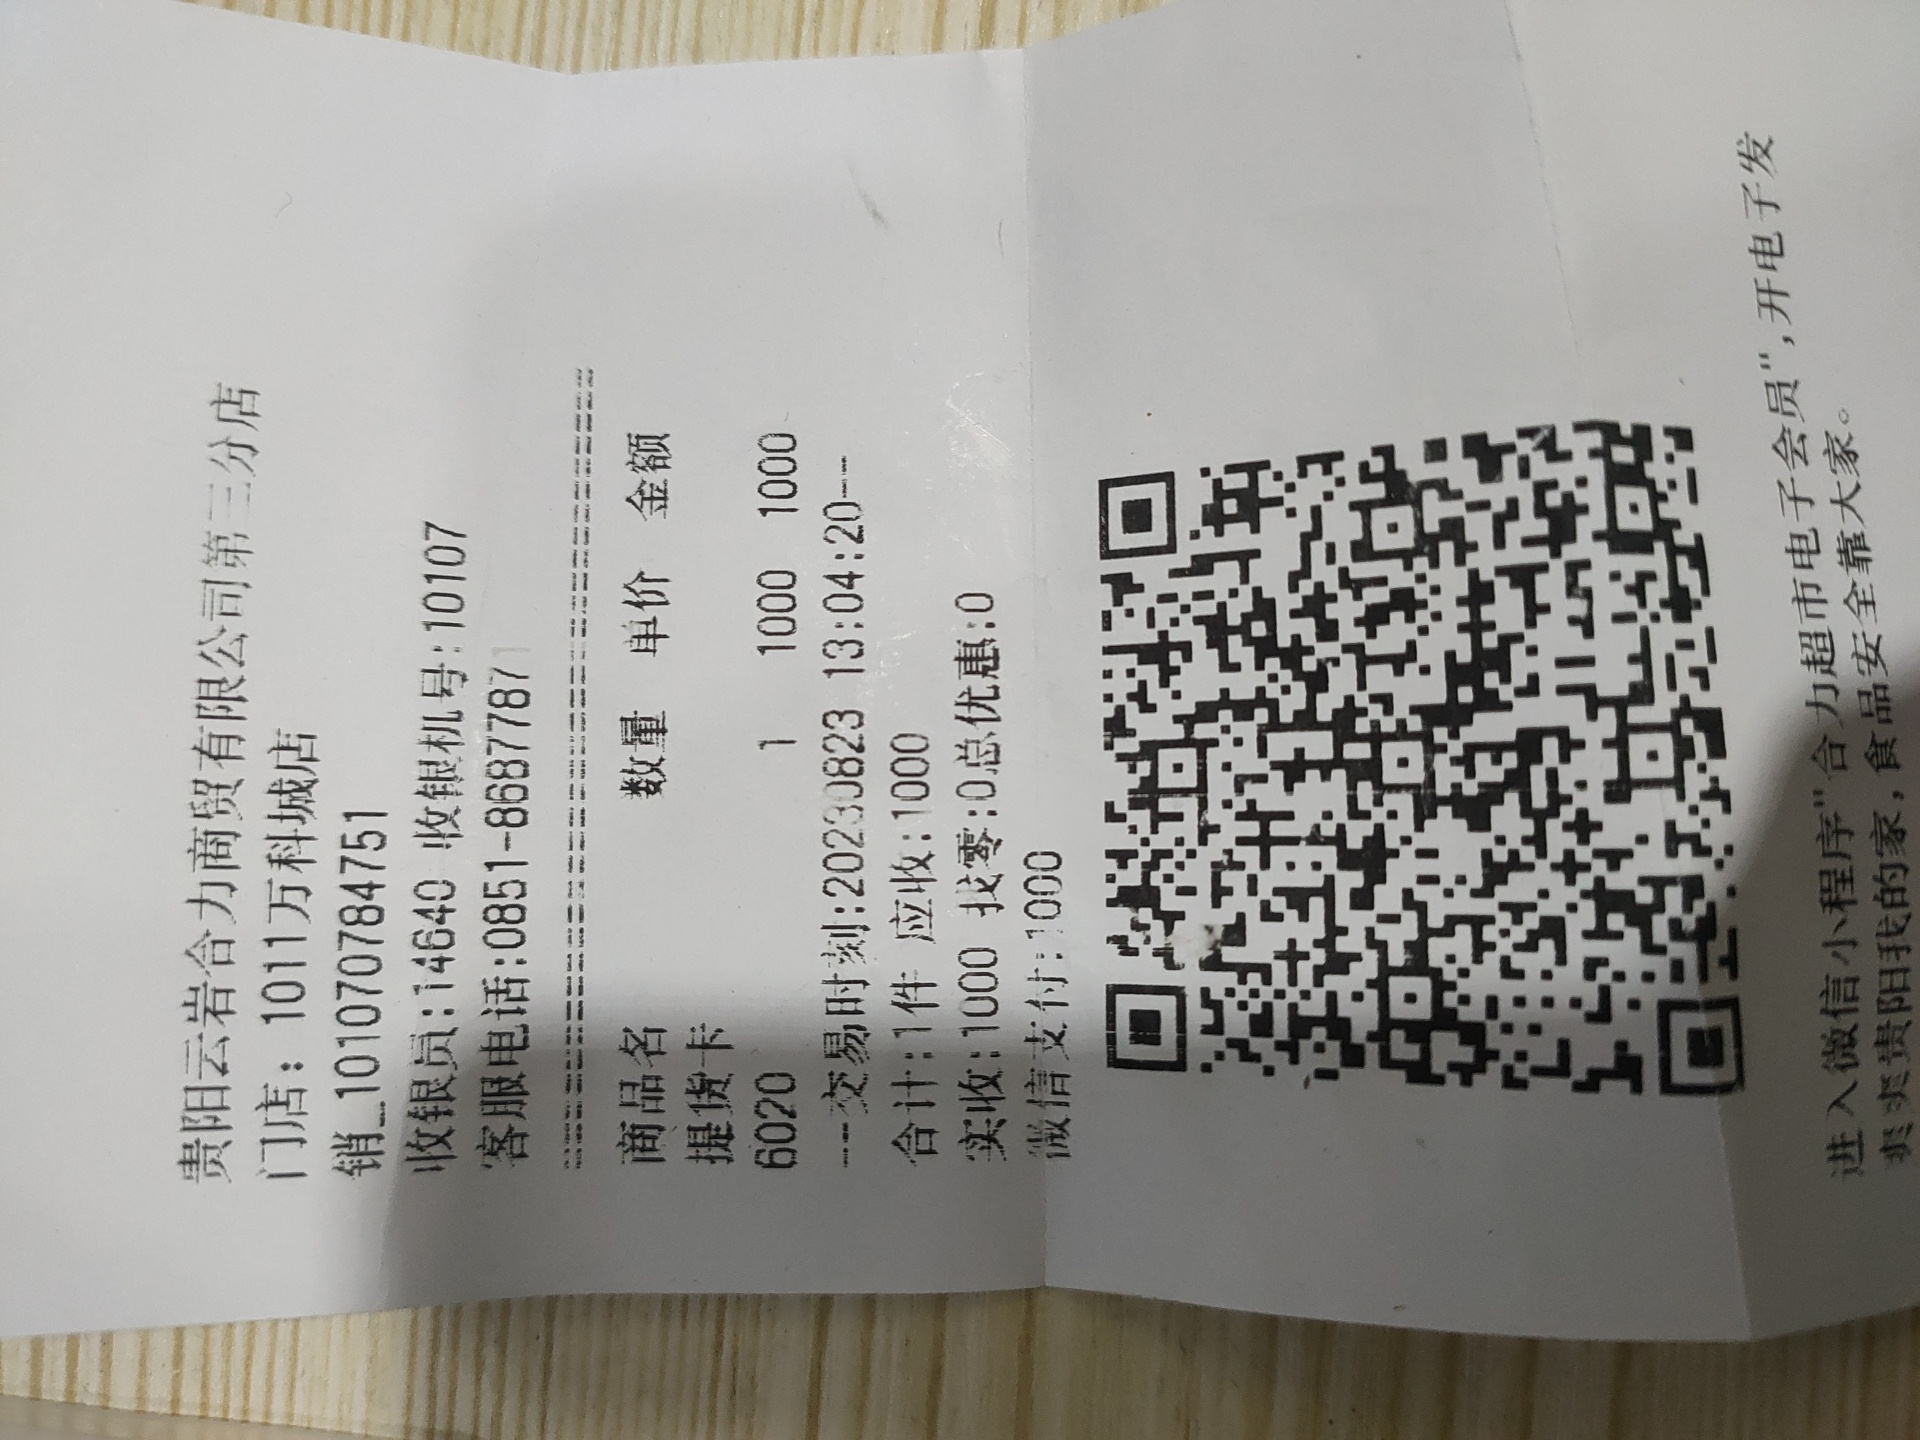 贵阳云岩合力商贸有限公司第三分店
门店：1011万科城店
销_101070784751
收银员:14640 收银机号:10107
客服电话:0851-86877871
商品名 数量 单价 金额
提货卡
6020 1 1000 1000
---交易时刻:20230823 13:04:20---
合计:1件 应收:1000
实收:1000 找零:0总优惠:0
微信支付:1000
进入微信小程序"合力超市电子会员",开电子发
爽爽贵阳我的家,食品安全靠大家。